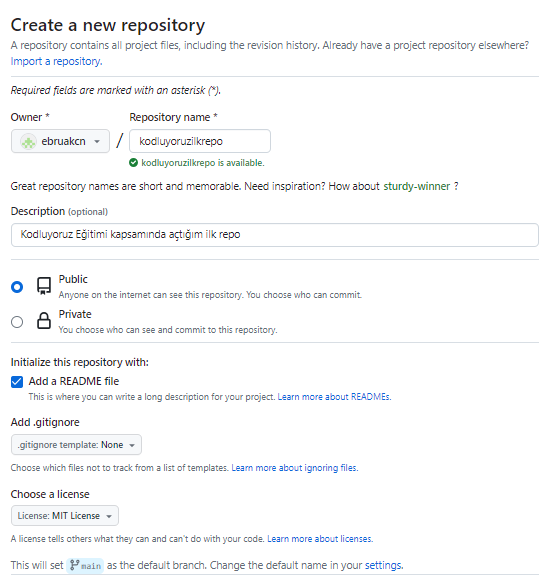 Create a new repository
A repository contains all project files, including the revision history. Already have a project repository elsewhere?
Import a repository.
Required fields are marked with an asterisk (*).
Owner * Repository name *
ebruakcn / kodluyoruzilkrepo
kodluyoruzilkrepo is available.
Great repository names are short and memorable. Need inspiration? How about sturdy-winner ?
Description (optional)
Kodluyoruz Eğitimi kapsamında açtığım ilk repo
Public
Anyone on the internet can see this repository. You choose who can commit.
Private
You choose who can see and commit to this repository.
Initialize this repository with:
Add a README file
This is where you can write a long description for your project. Learn more about READMEs.
Add .gitignore
.gitignore template: None
Choose which files not to track from a list of templates. Learn more about ignoring files.
Choose a license
License: MIT License
A license tells others what they can and can't do with your code. Learn more about licenses.
This will set main as the default branch. Change the default name in your settings.